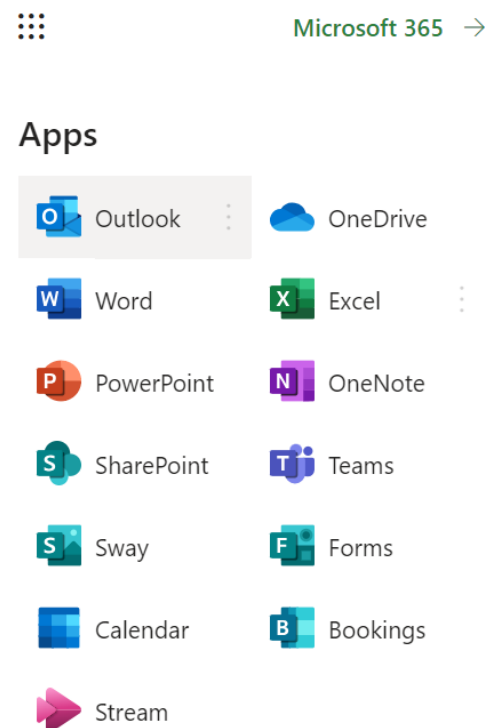 Microsoft 365 →
Apps
O Outlook
OneDrive
W Word
X Excel
P PowerPoint
N OneNote
S SharePoint
T Teams
S Sway
F Forms
Calendar
B Bookings
Stream